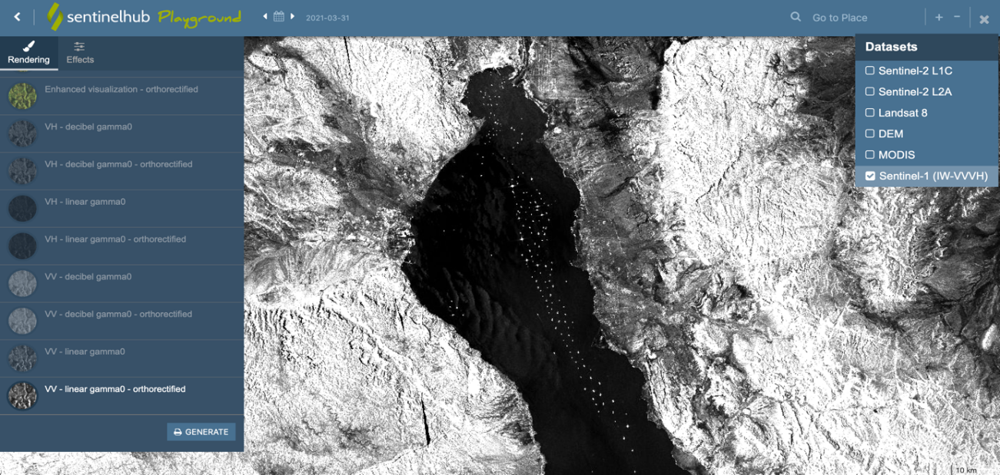 sentinelhub Playground
2021-03-31
Go to Place
Rendering
Effects
Enhanced visualization - orthorectified
VH - decibel gamma0
VH - decibel gamma0 - orthorectified
VH - linear gamma0
VH - linear gamma0 - orthorectified
VV - decibel gamma0
VV - decibel gamma0 - orthorectified
VV - linear gamma0
VV - linear gamma0 - orthorectified
GENERATE
Datasets
Sentinel-2 L1C
Sentinel-2 L2A
Landsat 8
DEM
MODIS
Sentinel-1 (IW-VVVH)
10 km